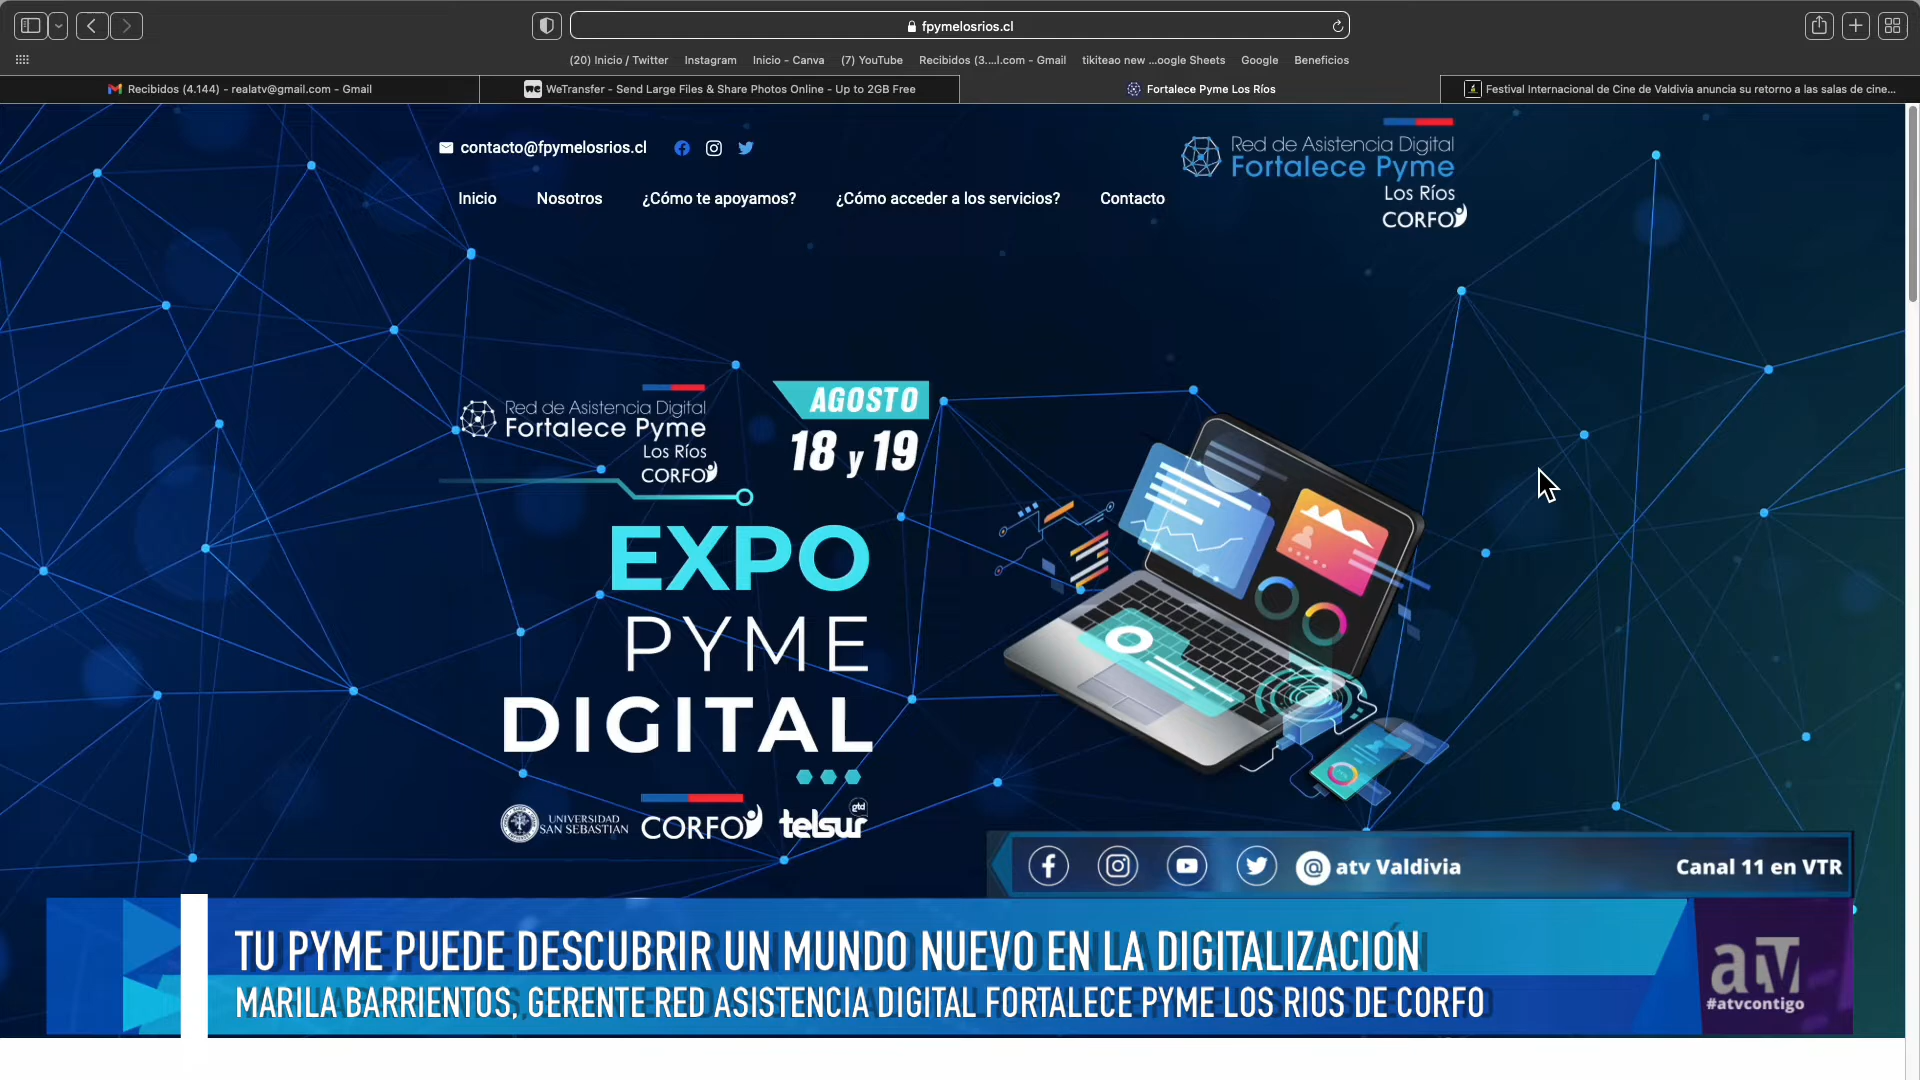 fpymelosrios.cl
(20) Inicio / Twitter Instagram Inicio - Canva (7) YouTube Recibidos (3....l.com - Gmail tikiteao new ...oogle Sheets Google Beneficios
Recibidos (4.144) - realatv@gmail.com - Gmail
WeTransfer - Send Large Files & Share Photos Online - Up to 2GB Free
Fortalece Pyme Los Ríos
Festival Internacional de Cine de Valdivia anuncia su retorno a las salas de cine...
contacto@fpymelosrios.cl
Red de Asistencia Digital
Fortalece Pyme
Los Ríos
CORFO
Inicio Nosotros ¿Cómo te apoyamos? ¿Cómo acceder a los servicios? Contacto
Red de Asistencia Digital
Fortalece Pyme
Los Ríos
CORFO
AGOSTO
18 y 19
EXPO
PYME
DIGITAL
UNIVERSIDAD
SAN SEBASTIAN
CORFO
telsur
gtd
@ atv Valdivia
Canal 11 en VTR
TU PYME PUEDE DESCUBRIR UN MUNDO NUEVO EN LA DIGITALIZACIÓN
MARILA BARRIENTOS, GERENTE RED ASISTENCIA DIGITAL FORTALECE PYME LOS RIOS DE CORFO
atv
#atvcontigo